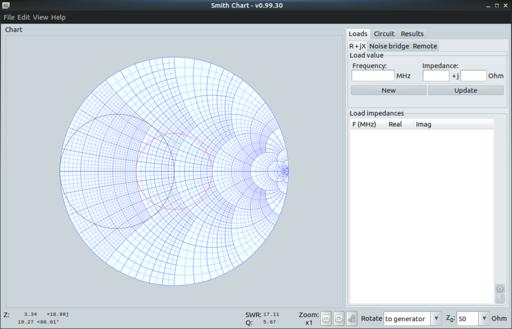 Smith Chart - v0.99.30
File Edit View Help
Chart
Loads Circuit Results
R + jX Noise bridge Remote
Load value
Frequency: Impedance:
MHz + j Ohm
New Update
Load impedances
F (MHz) Real Imag
Z: 3.34 +18.98j SWR: 17.11 Zoom:
19.27 <80.01° Q: 5.67 x1
Rotate to generator Z0: 50 Ohm